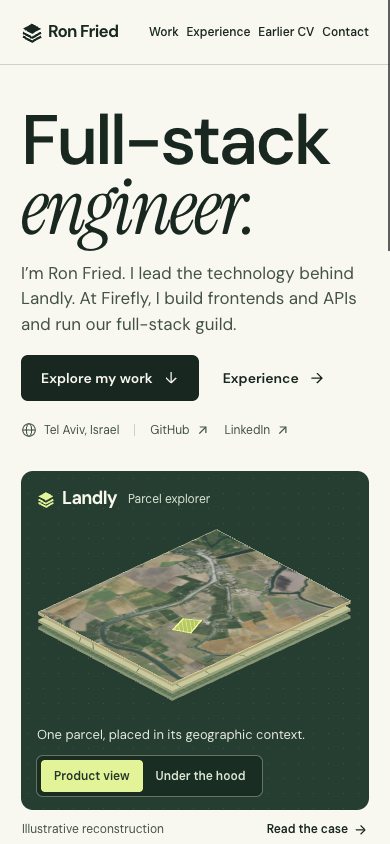 Ron Fried Work Experience Earlier CV Contact
Full-stack
engineer.
I’m Ron Fried. I lead the technology behind
Landly. At Firefly, I build frontends and APIs
and run our full-stack guild.
Explore my work ↓ Experience →
Tel Aviv, Israel GitHub ↗ LinkedIn ↗
Landly Parcel explorer
One parcel, placed in its geographic context.
Product view Under the hood
Illustrative reconstruction Read the case →